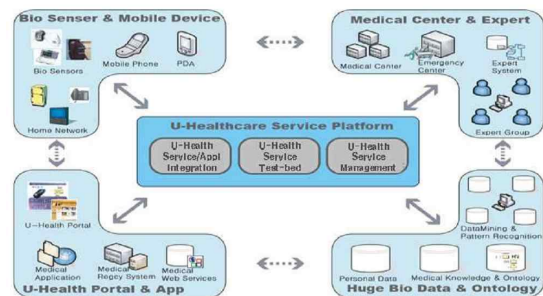 Bio Senser & Mobile Device
Bio Sensors
Mobile Phone
PDA
Home Network
Medical Center & Expert
Medical Center
Emergency
Center
Expert
System
Expert Group
U-Healthcare Service Platform
U-Health
Service/Appl
Integration
U-Health
Service
Test-bed
U-Health
Service
Management
U-Health Portal
Medical
Application
Medical
Regey System
Medical
Web Services
U-Health Portal & App
DataMining &
Pattern Recognition
Personal Data
Medical Knowledge & Ontology
Huge Bio Data & Ontology